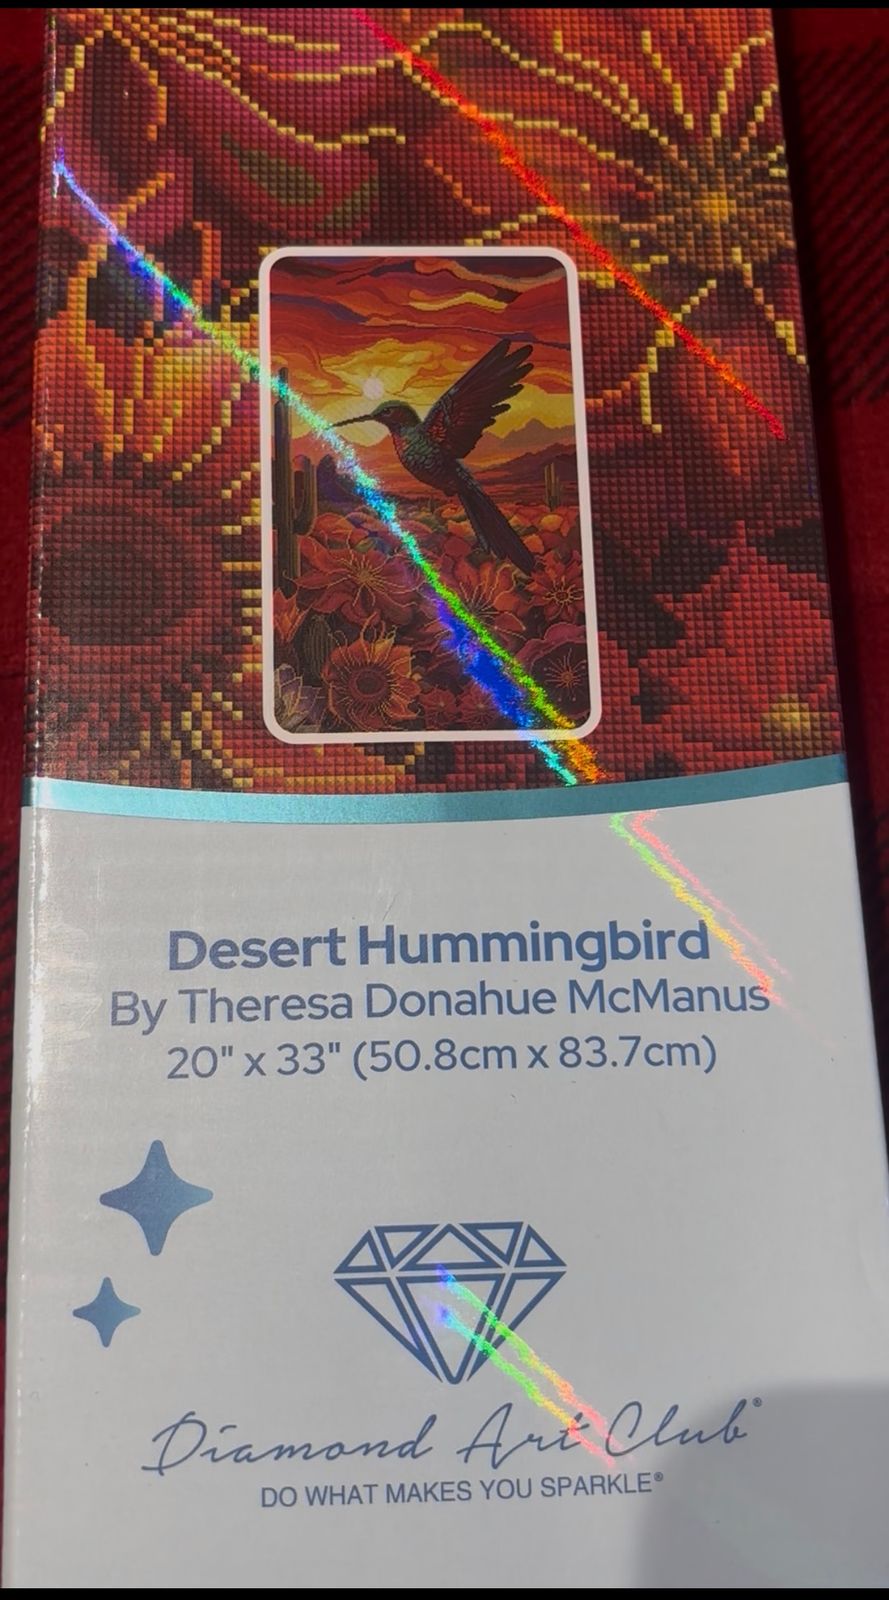 Desert Hummingbird
By Theresa Donahue McManus
20" x 33" (50.8cm x 83.7cm)
Diamond Art Club®
DO WHAT MAKES YOU SPARKLE®